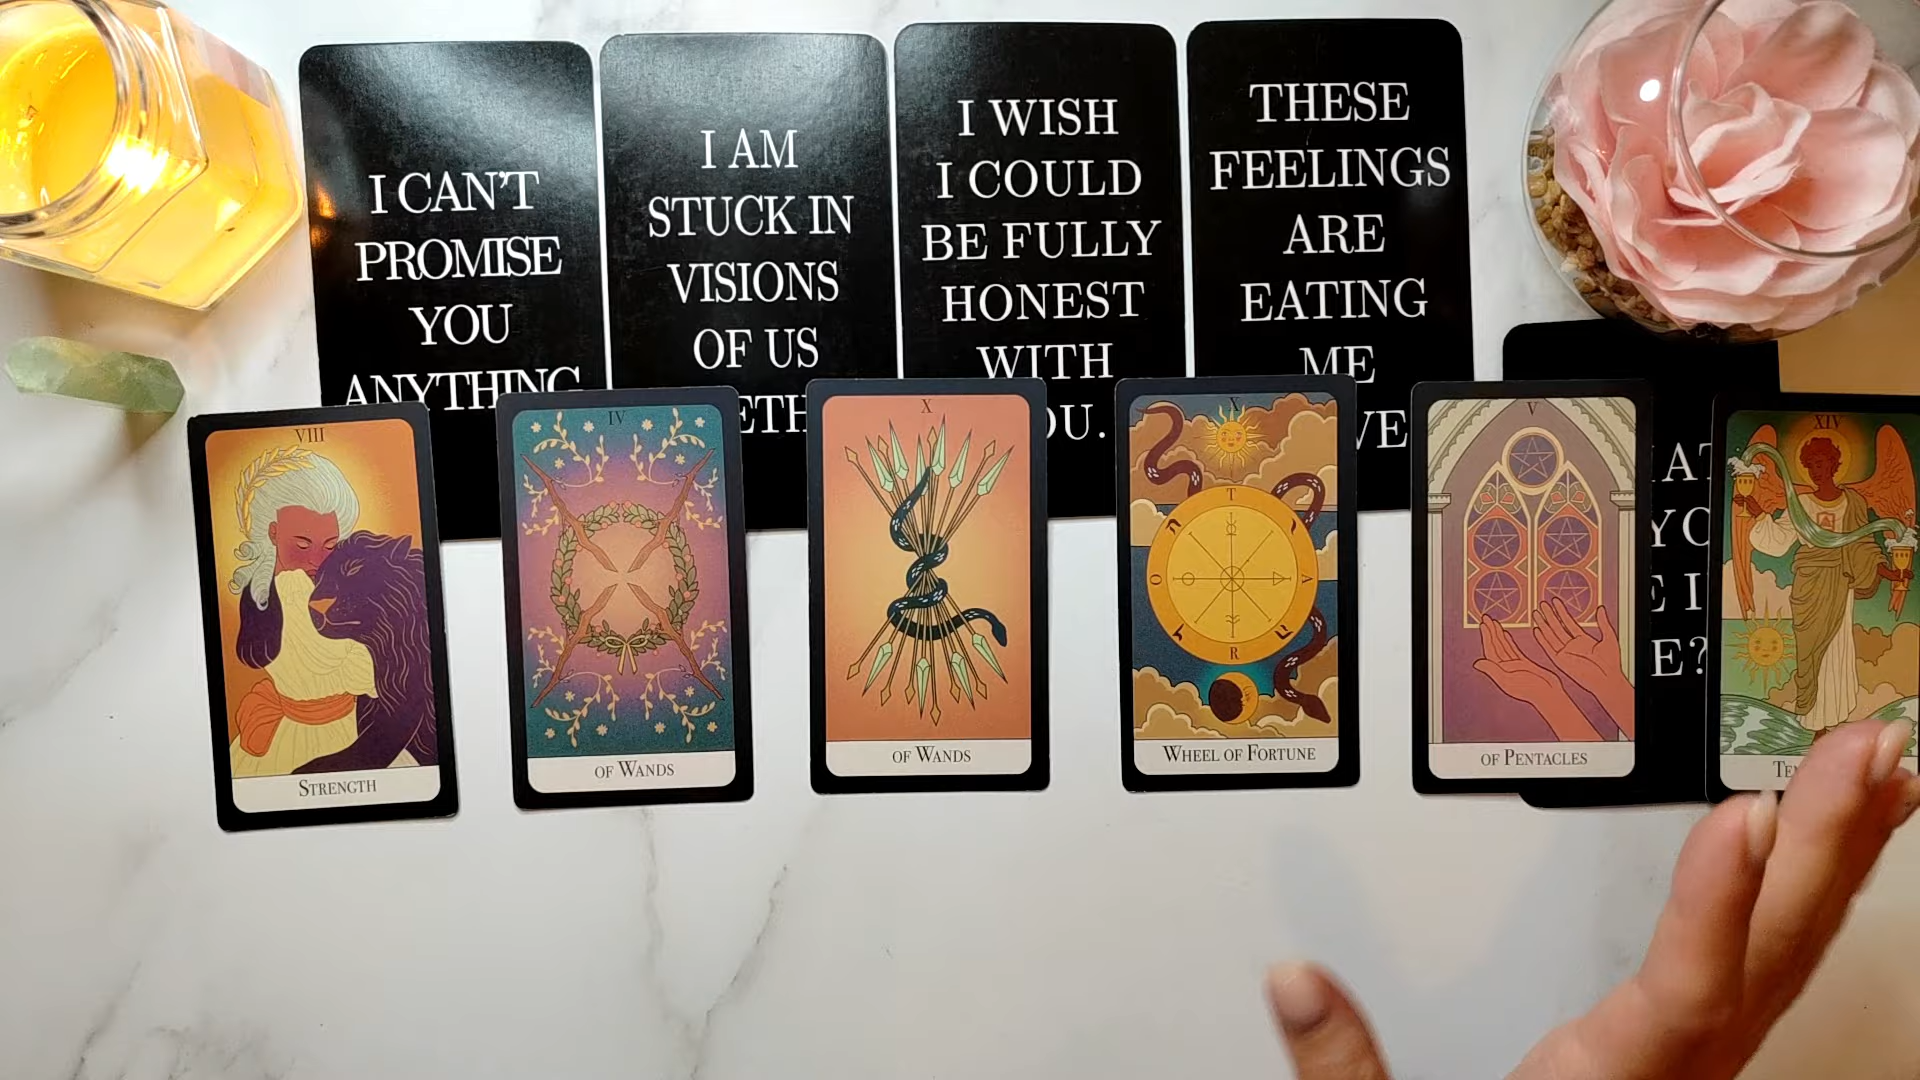 I CAN'T
PROMISE
YOU
ANYTHING
I AM
STUCK IN
VISIONS
OF US
I WISH
I COULD
BE FULLY
HONEST
WITH
THESE
FEELINGS
ARE
EATING
ME
VIII
STRENGTH
IV
OF WANDS
X
OF WANDS
X
T
A
R
O
WHEEL OF FORTUNE
V
OF PENTACLES
XIV